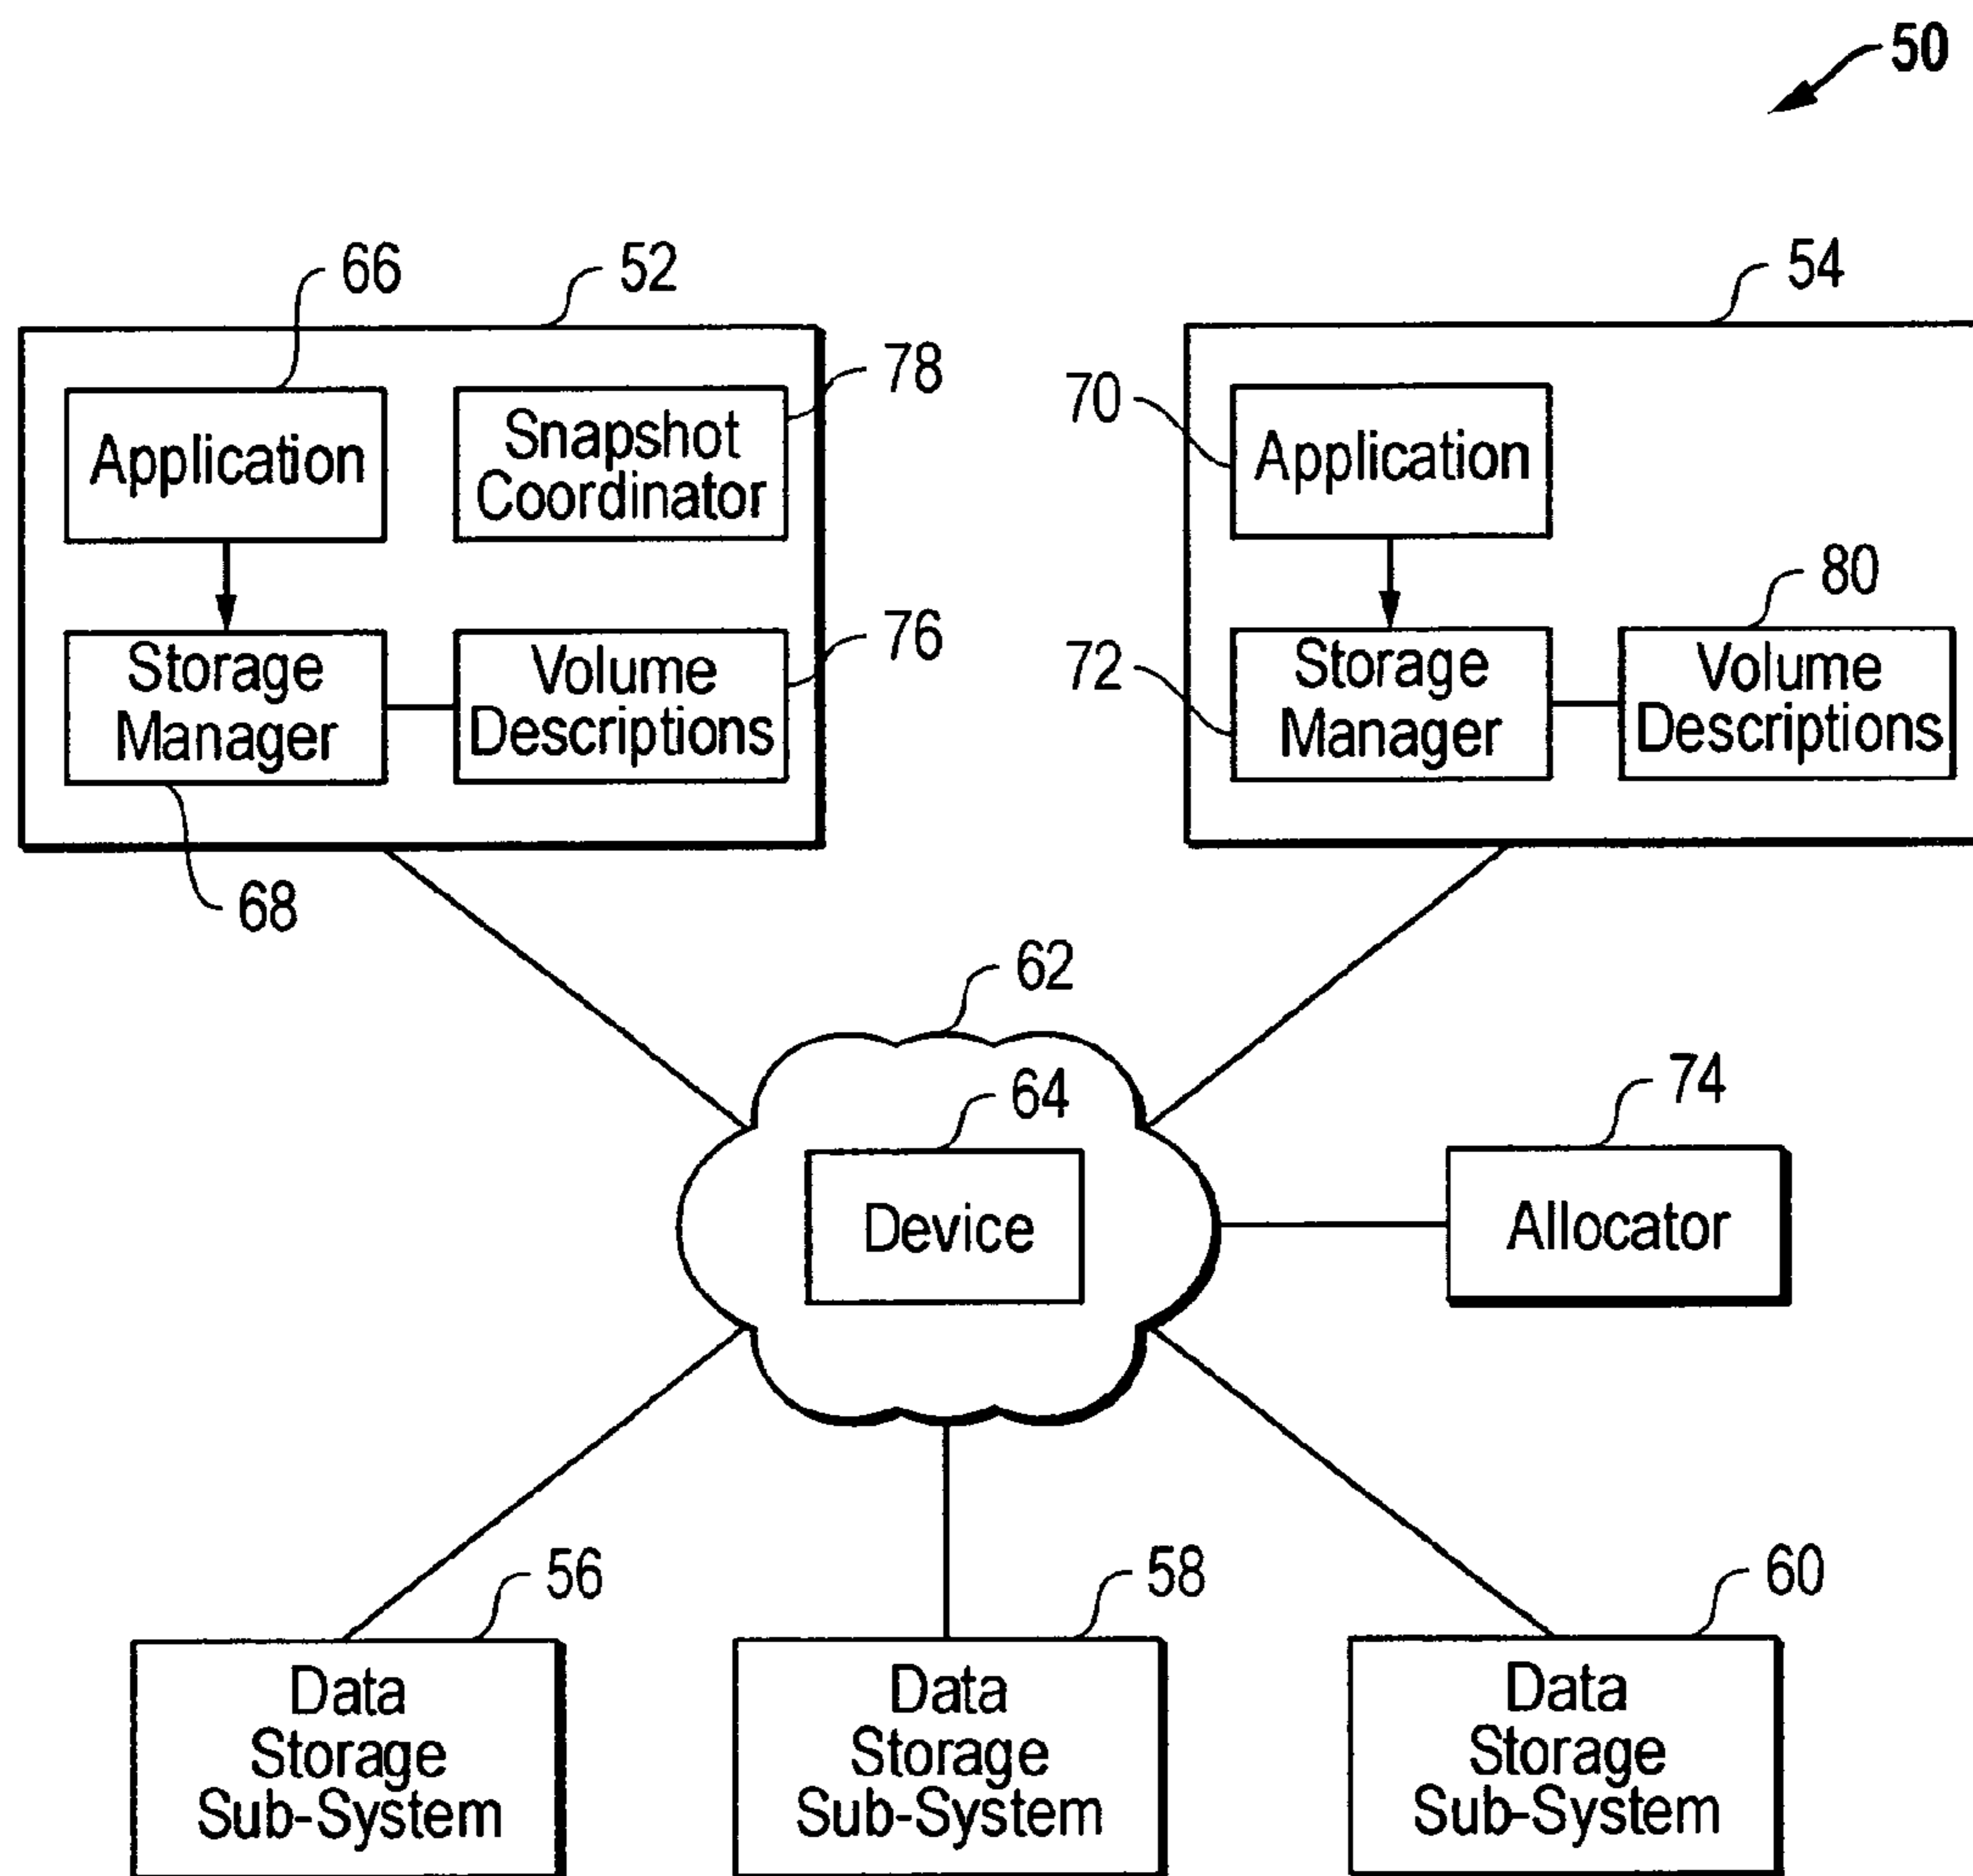 50
66
52
54
78
70
Application
Snapshot
Coordinator
Application
80
76
72
Storage
Manager
Volume
Descriptions
Storage
Manager
Volume
Descriptions
68
62
64
74
Device
Allocator
56
58
60
Data
Storage
Sub-System
Data
Storage
Sub-System
Data
Storage
Sub-System